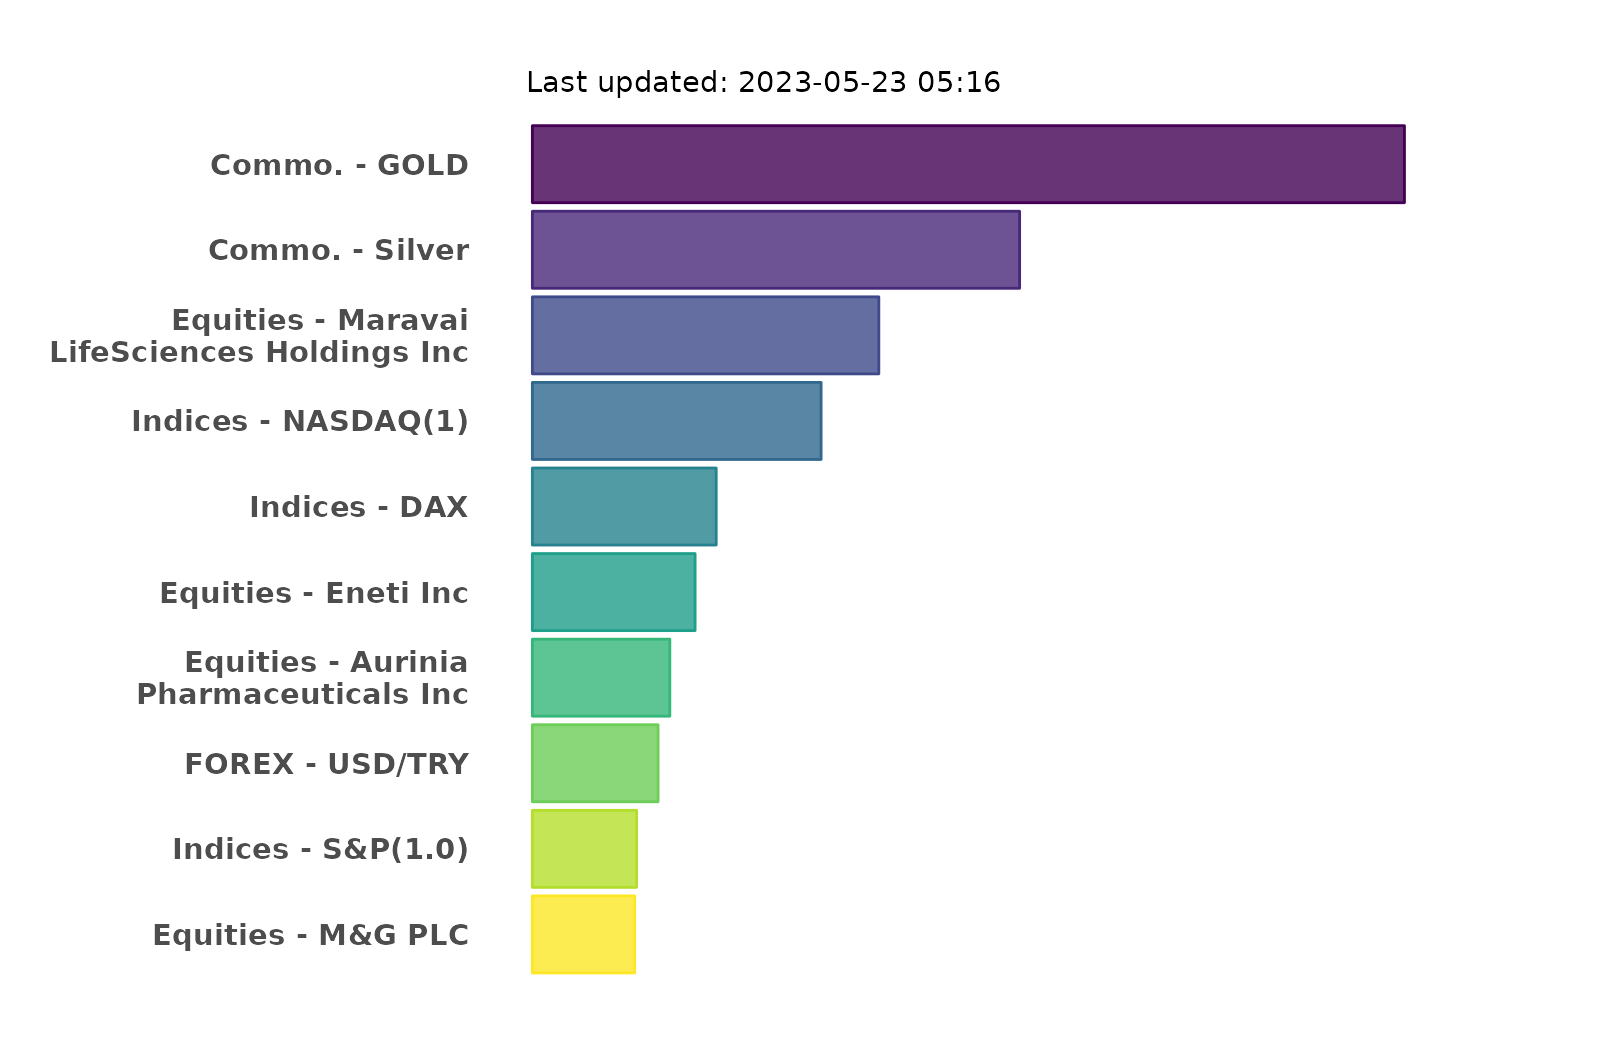 Last updated: 2023-05-23 05:16
Commo. - GOLD
Commo. - Silver
Equities - Maravai
LifeSciences Holdings Inc
Indices - NASDAQ(1)
Indices - DAX
Equities - Eneti Inc
Equities - Aurinia
Pharmaceuticals Inc
FOREX - USD/TRY
Indices - S&P(1.0)
Equities - M&G PLC